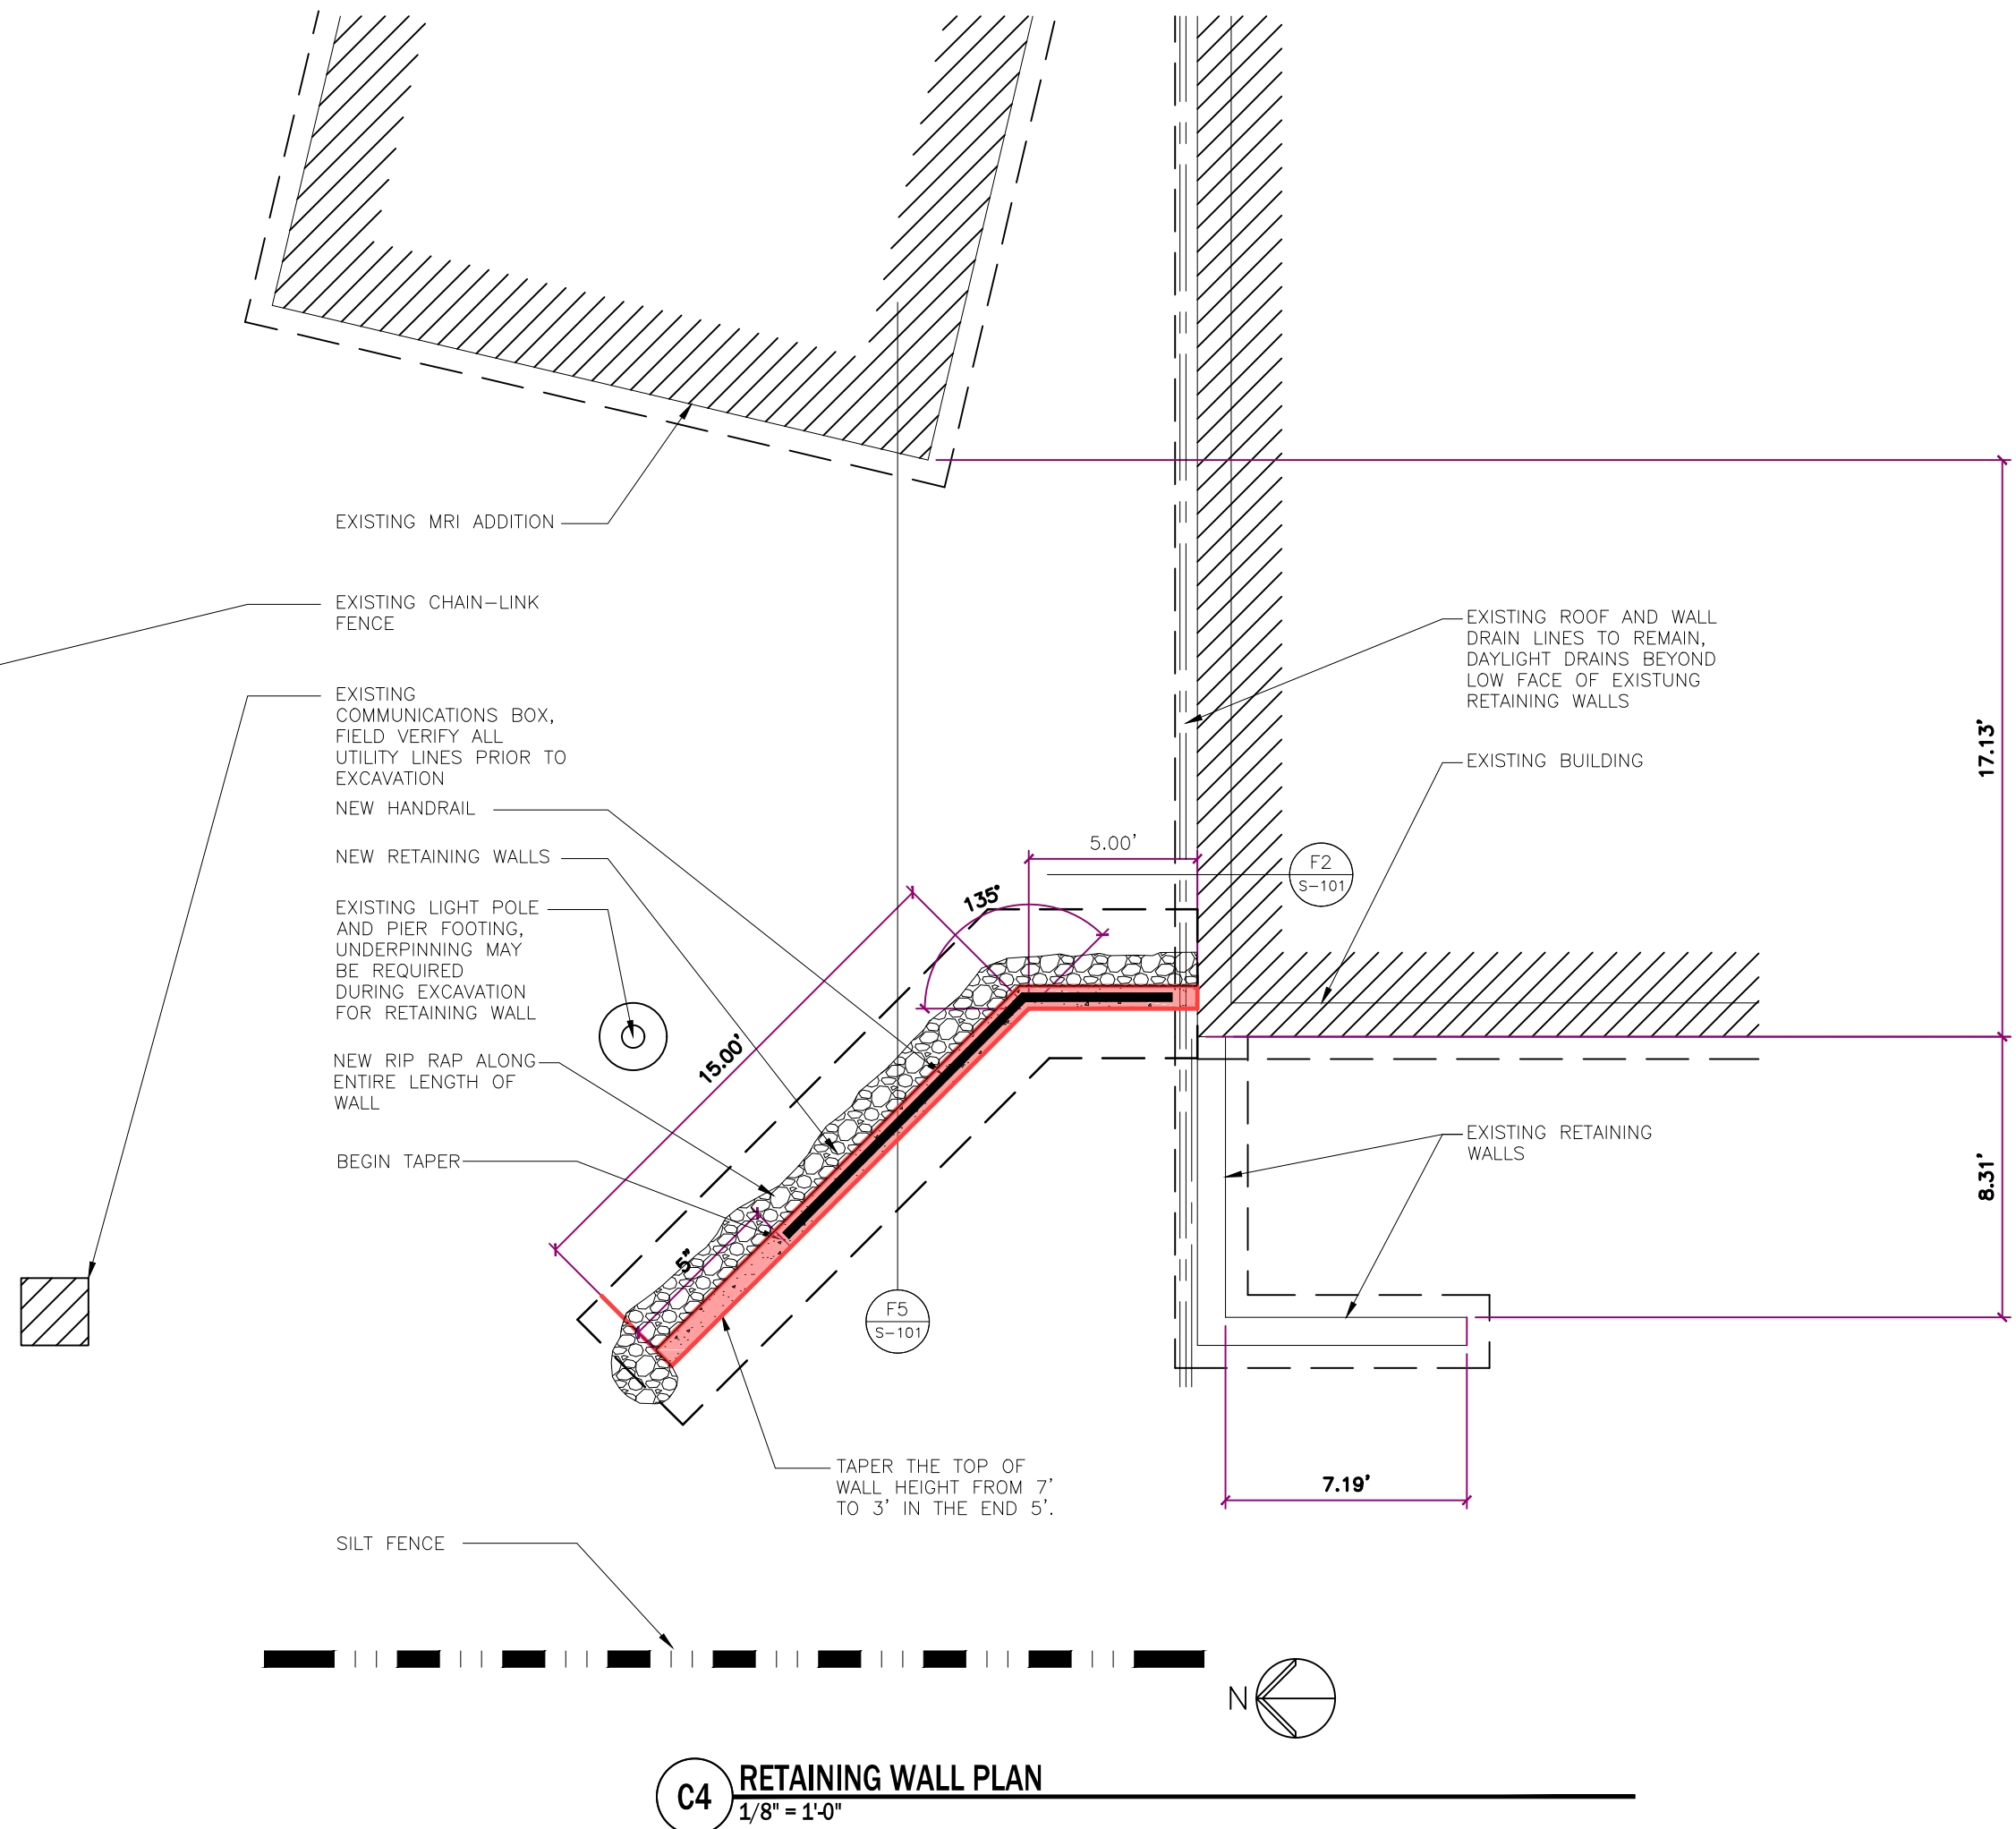 EXISTING MRI ADDITION
EXISTING CHAIN-LINK
FENCE
EXISTING
COMMUNICATIONS BOX,
FIELD VERIFY ALL
UTILITY LINES PRIOR TO
EXCAVATION
NEW HANDRAIL
NEW RETAINING WALLS
EXISTING LIGHT POLE
AND PIER FOOTING,
UNDERPINNING MAY
BE REQUIRED
DURING EXCAVATION
FOR RETAINING WALL
NEW RIP RAP ALONG
ENTIRE LENGTH OF
WALL
BEGIN TAPER
15.00'
5"
135°
5.00'
F2
S-101
F5
S-101
EXISTING ROOF AND WALL
DRAIN LINES TO REMAIN,
DAYLIGHT DRAINS BEYOND
LOW FACE OF EXISTUNG
RETAINING WALLS
EXISTING BUILDING
17.13'
8.31'
EXISTING RETAINING
WALLS
7.19'
TAPER THE TOP OF
WALL HEIGHT FROM 7'
TO 3' IN THE END 5'.
SILT FENCE
N
C4
RETAINING WALL PLAN
1/8" = 1'-0"